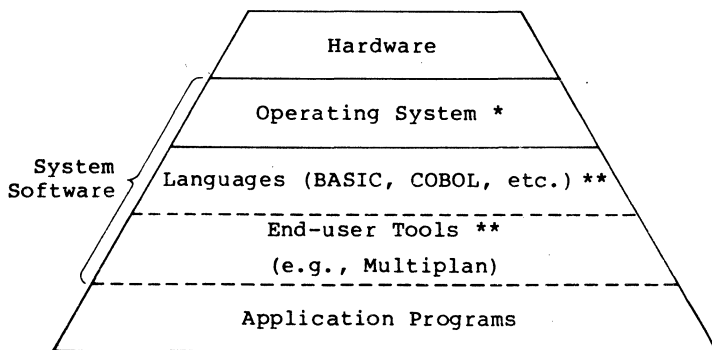 Hardware
Operating System *
System
Software
Languages (BASIC, COBOL, etc.) **
End-user Tools **
(e.g., Multiplan)
Application Programs